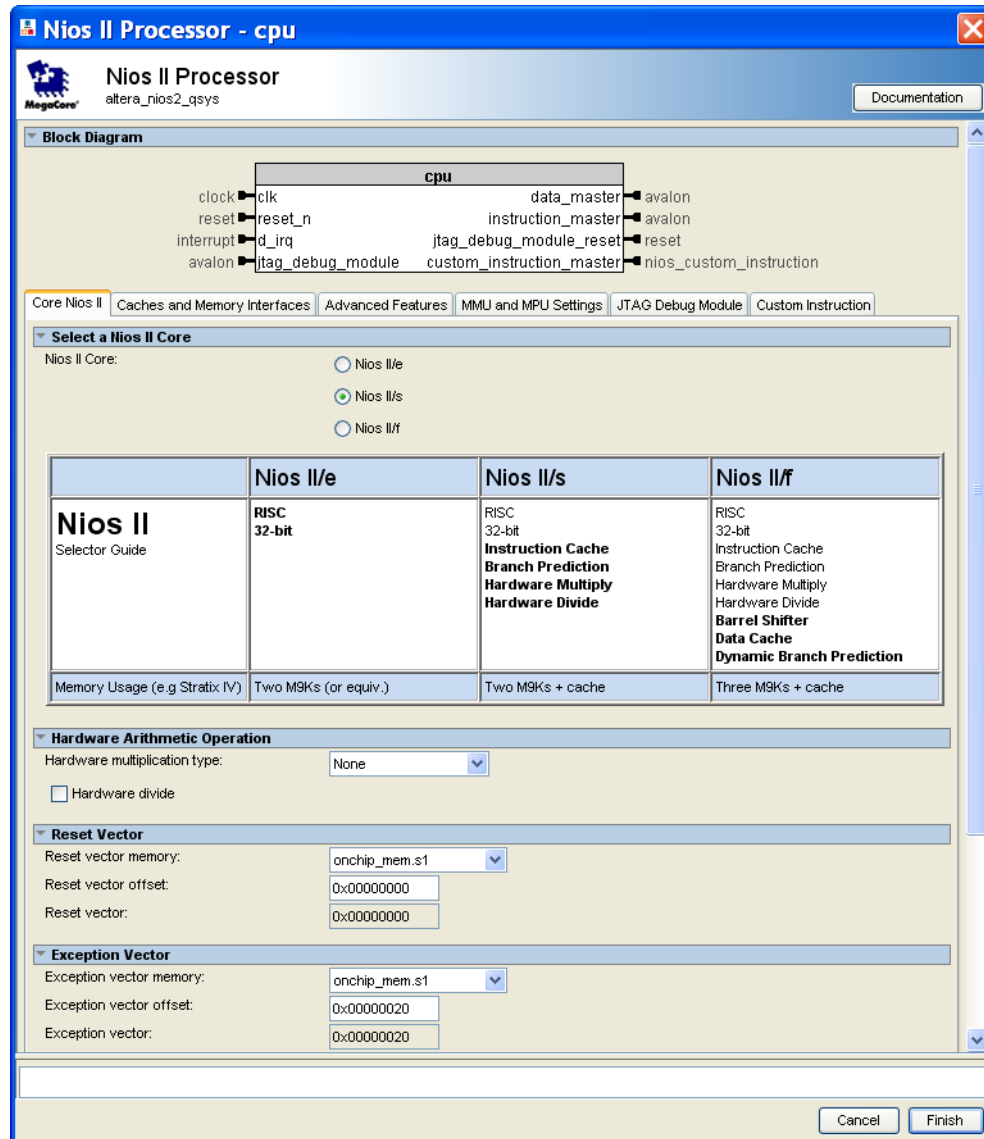 Nios II Processor - cpu
MegaCore®
Nios II Processor
altera_nios2_qsys
Documentation
Block Diagram
cpu
clock clk data_master avalon
reset reset_n instruction_master avalon
interrupt d_irq jtag_debug_module_reset reset
avalon jtag_debug_module custom_instruction_master nios_custom_instruction
Core Nios II Caches and Memory Interfaces Advanced Features MMU and MPU Settings JTAG Debug Module Custom Instruction
Select a Nios II Core
Nios II Core:
Nios II/e
Nios II/s
Nios II/f
Nios II/e Nios II/s Nios II/f
Nios II
Selector Guide
RISC
32-bit
RISC
32-bit
Instruction Cache
Branch Prediction
Hardware Multiply
Hardware Divide
RISC
32-bit
Instruction Cache
Branch Prediction
Hardware Multiply
Hardware Divide
Barrel Shifter
Data Cache
Dynamic Branch Prediction
Memory Usage (e.g Stratix IV) Two M9Ks (or equiv.) Two M9Ks + cache Three M9Ks + cache
Hardware Arithmetic Operation
Hardware multiplication type: None
Hardware divide
Reset Vector
Reset vector memory: onchip_mem.s1
Reset vector offset: 0x00000000
Reset vector: 0x00000000
Exception Vector
Exception vector memory: onchip_mem.s1
Exception vector offset: 0x00000020
Exception vector: 0x00000020
Cancel Finish